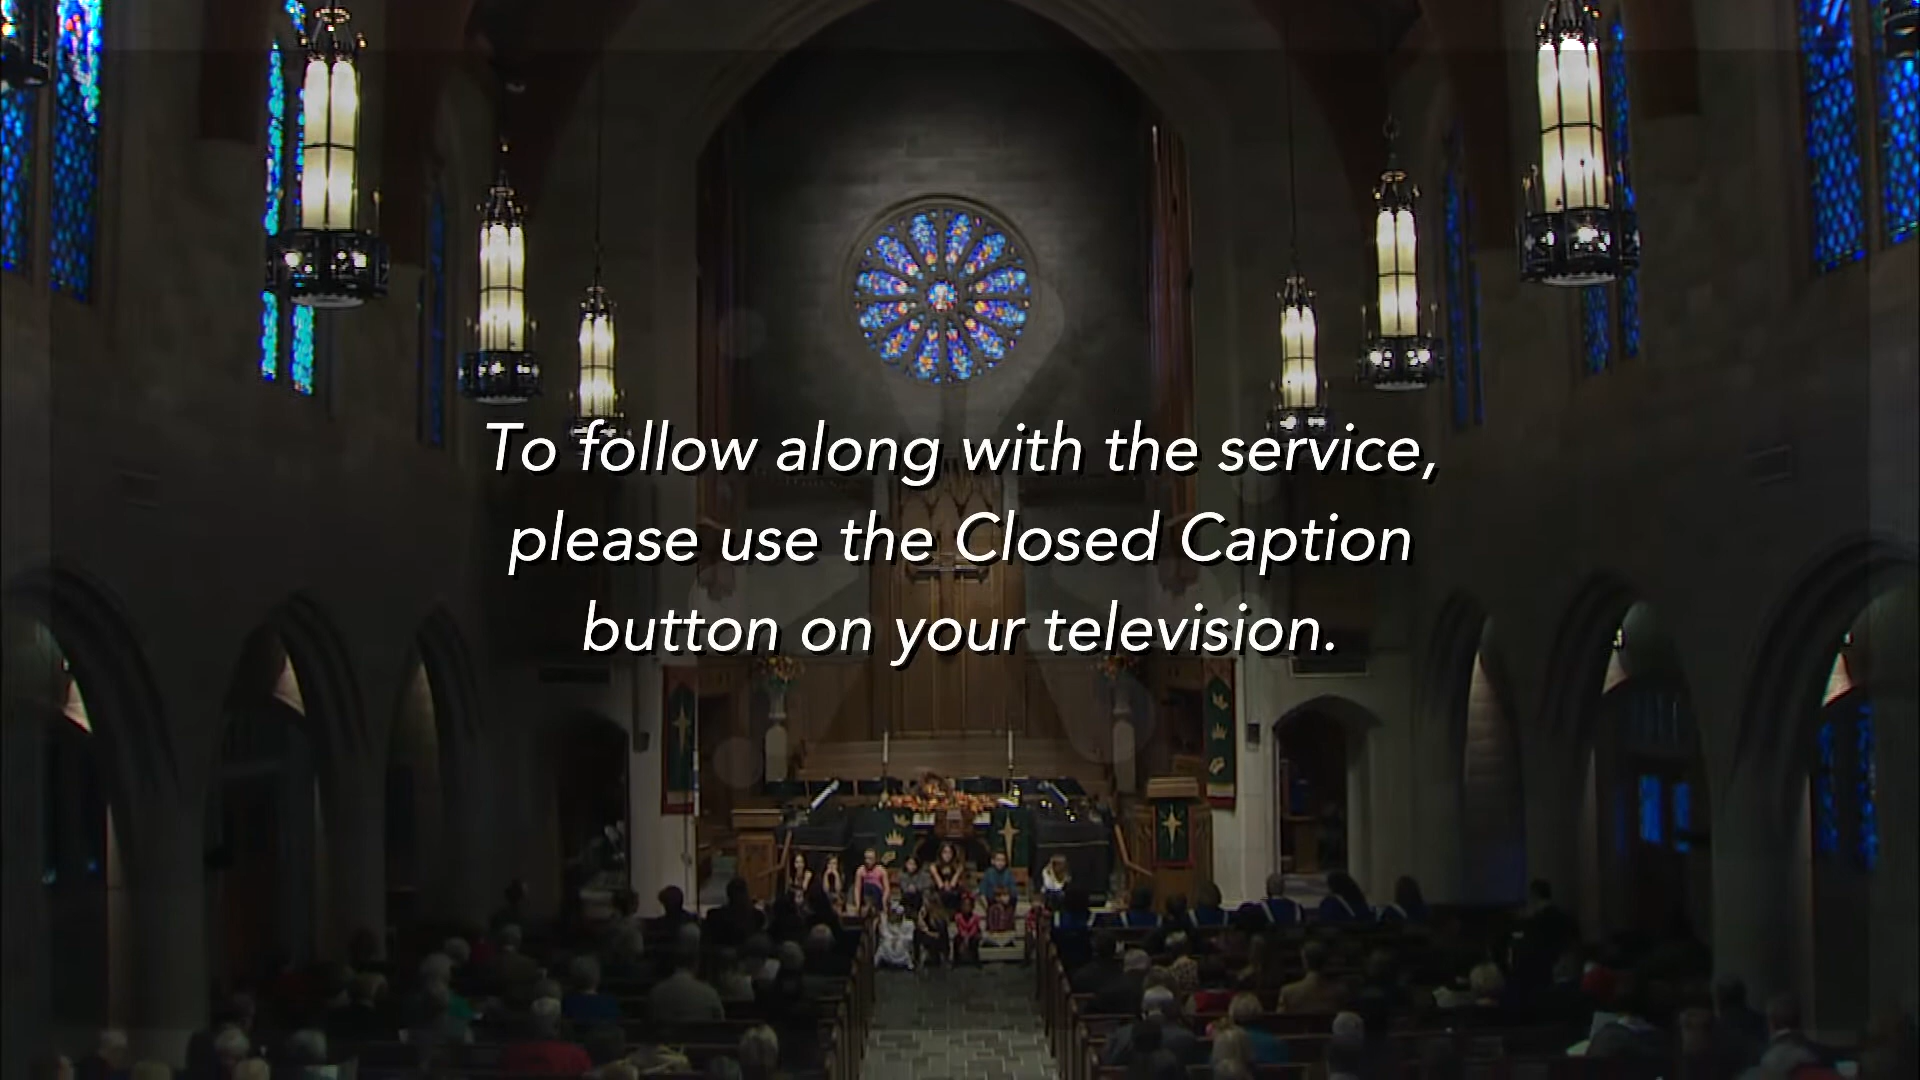 To follow along with the service,
please use the Closed Caption
button on your television.